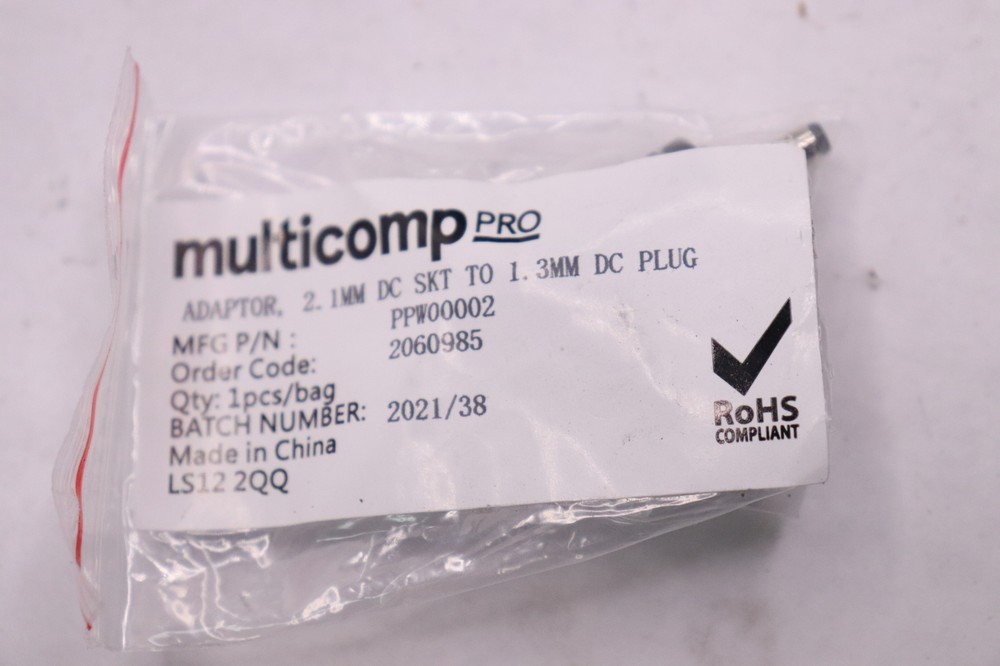 multicomp PRO
ADAPTOR, 2.1MM DC SKT TO 1.3MM DC PLUG
MFG P/N : PPW00002
Order Code: 2060985
Qty: 1pcs/bag
BATCH NUMBER: 2021/38
Made in China
LS12 2QQ
RoHS
COMPLIANT